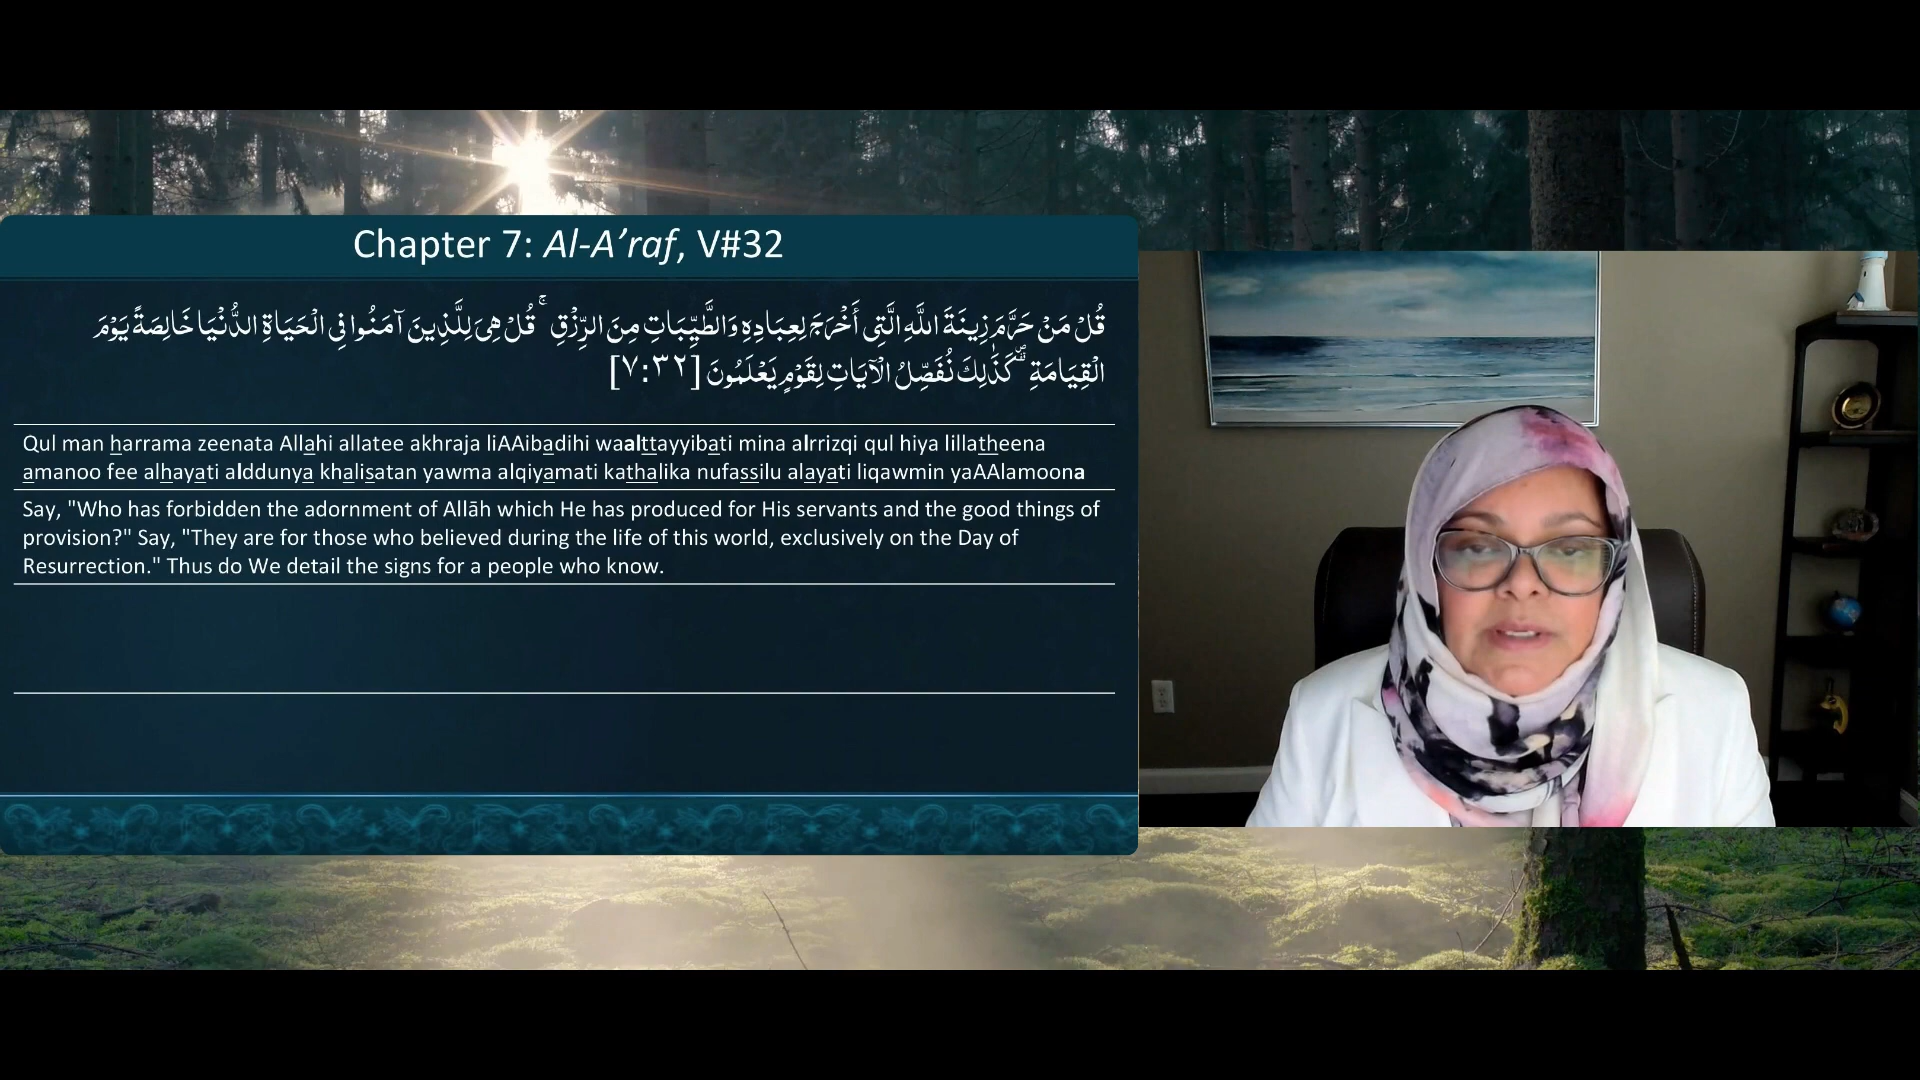 Chapter 7: Al-A’raf, V#32
قُلْ مَنْ حَرَّمَ زِينَةَ اللَّهِ الَّتِي أَخْرَجَ لِعِبَادِهِ وَالطَّيِّبَاتِ مِنَ الرِّزْقِ ۚ قُلْ هِيَ لِلَّذِينَ آمَنُوا فِي الْحَيَاةِ الدُّنْيَا خَالِصَةً يَوْمَ
الْقِيَامَةِ ۗ كَذَٰلِكَ نُفَصِّلُ الْآيَاتِ لِقَوْمٍ يَعْلَمُونَ [٧:٣٢]
Qul man harrama zeenata Allahi allatee akhraja liAAibadihi waalttayyibati mina alrrizqi qul hiya lillatheena
amanoo fee alhayati alddunya khalisatan yawma alqiyamati kathalika nufassilu alayati liqawmin yaAAlamoona
Say, "Who has forbidden the adornment of Allāh which He has produced for His servants and the good things of
provision?" Say, "They are for those who believed during the life of this world, exclusively on the Day of
Resurrection." Thus do We detail the signs for a people who know.